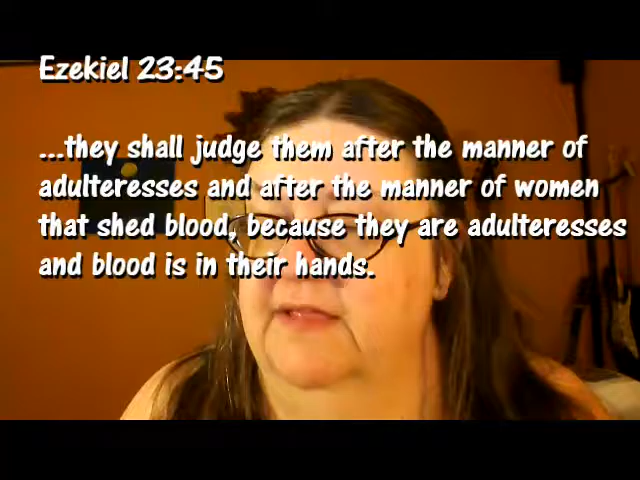 Ezekiel 23:45
...they shall judge them after the manner of
adulteresses and after the manner of women
that shed blood, because they are adulteresses
and blood is in their hands.